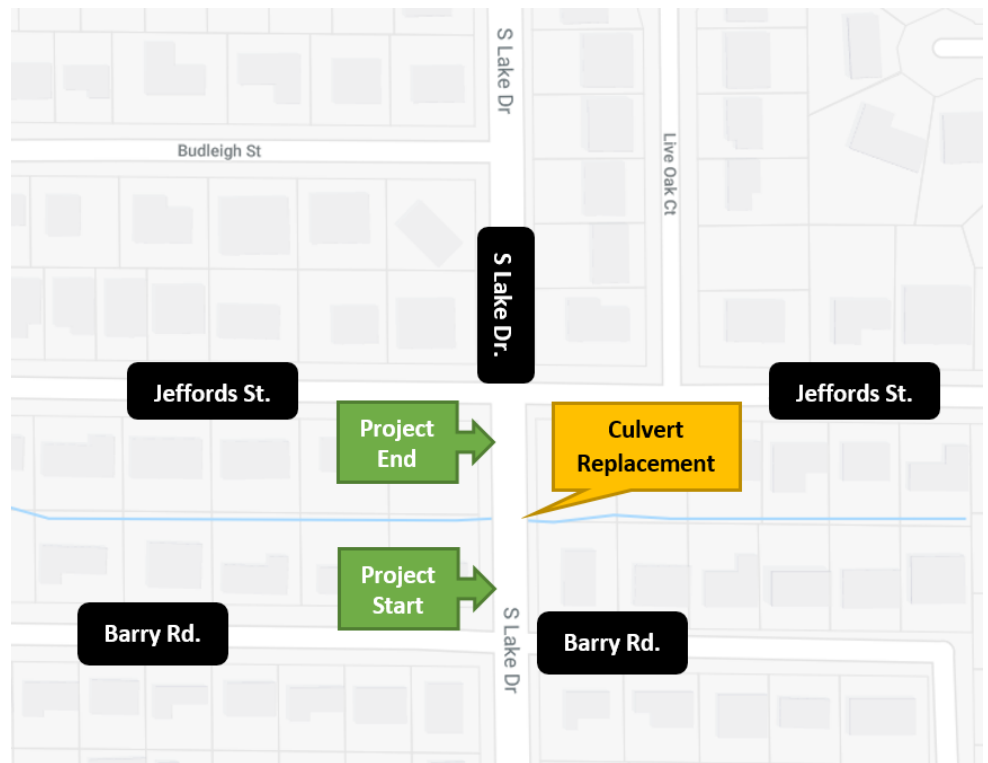 S Lake Dr
Budleigh St
Live Oak Ct
S Lake Dr.
Jeffords St.
Jeffords St.
Project
End
Culvert
Replacement
Project
Start
Barry Rd.
S Lake Dr
Barry Rd.